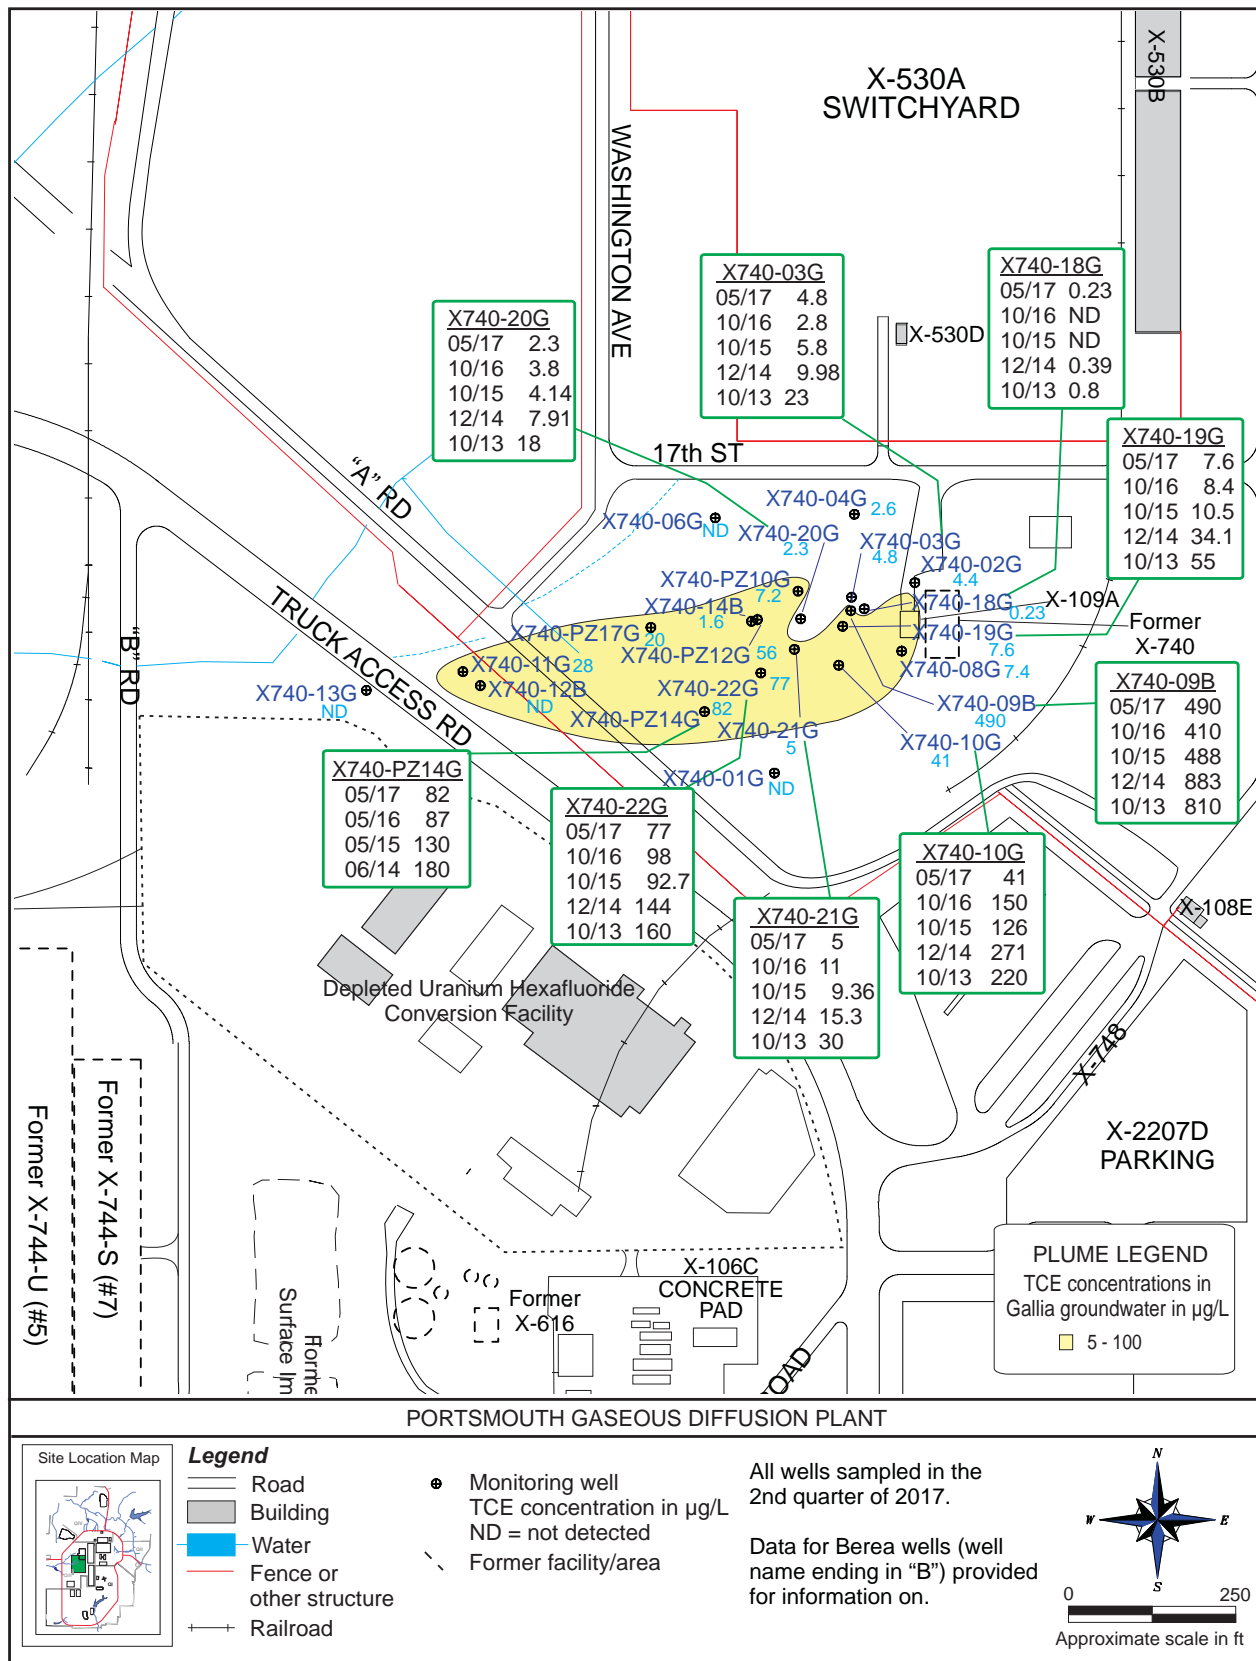 X-530A
SWITCHYARD
X-530B
WASHINGTON AVE
X740-03G
05/17 4.8
10/16 2.8
10/15 5.8
12/14 9.98
10/13 23
X740-18G
05/17 0.23
10/16 ND
10/15 ND
12/14 0.39
10/13 0.8
X740-20G
05/17 2.3
10/16 3.8
10/15 4.14
12/14 7.91
10/13 18
X-530D
X740-19G
05/17 7.6
10/16 8.4
10/15 10.5
12/14 34.1
10/13 55
17th ST
"A" RD
X740-04G
2.6
X740-06G
ND
X740-20G
2.3
X740-03G
4.8
X740-02G
4.4
X740-PZ10G
7.2
X740-14B
1.6
X740-18G
0.23
X-109A
Former
X-740
X740-PZ17G
20
X740-PZ12G
56
X740-19G
7.6
X740-11G
28
X740-08G
7.4
X740-12B
ND
X740-13G
ND
X740-22G
77
X740-PZ14G
82
X740-21G
5
X740-09B
490
X740-10G
41
X740-01G
ND
TRUCK ACCESS RD
"B" RD
X740-09B
05/17 490
10/16 410
10/15 488
12/14 883
10/13 810
X740-PZ14G
05/17 82
05/16 87
05/15 130
06/14 180
X740-22G
05/17 77
10/16 98
10/15 92.7
12/14 144
10/13 160
X740-10G
05/17 41
10/16 150
10/15 126
12/14 271
10/13 220
X740-21G
05/17 5
10/16 11
10/15 9.36
12/14 15.3
10/13 30
X-108E
Depleted Uranium Hexafluoride
Conversion Facility
X-748
X-2207D
PARKING
Former X-744-S (#7)
Former X-744-U (#5)
Forme
Surface Im
Former
X-616
X-106C
CONCRETE
PAD
OAD
PLUME LEGEND
TCE concentrations in
Gallia groundwater in µg/L
5 - 100
PORTSMOUTH GASEOUS DIFFUSION PLANT
Site Location Map
Legend
Road
Building
Water
Fence or
other structure
Railroad
Monitoring well
TCE concentration in µg/L
ND = not detected
Former facility/area
All wells sampled in the
2nd quarter of 2017.
Data for Berea wells (well
name ending in "B") provided
for information on.
N
W
E
S
0 250
Approximate scale in ft